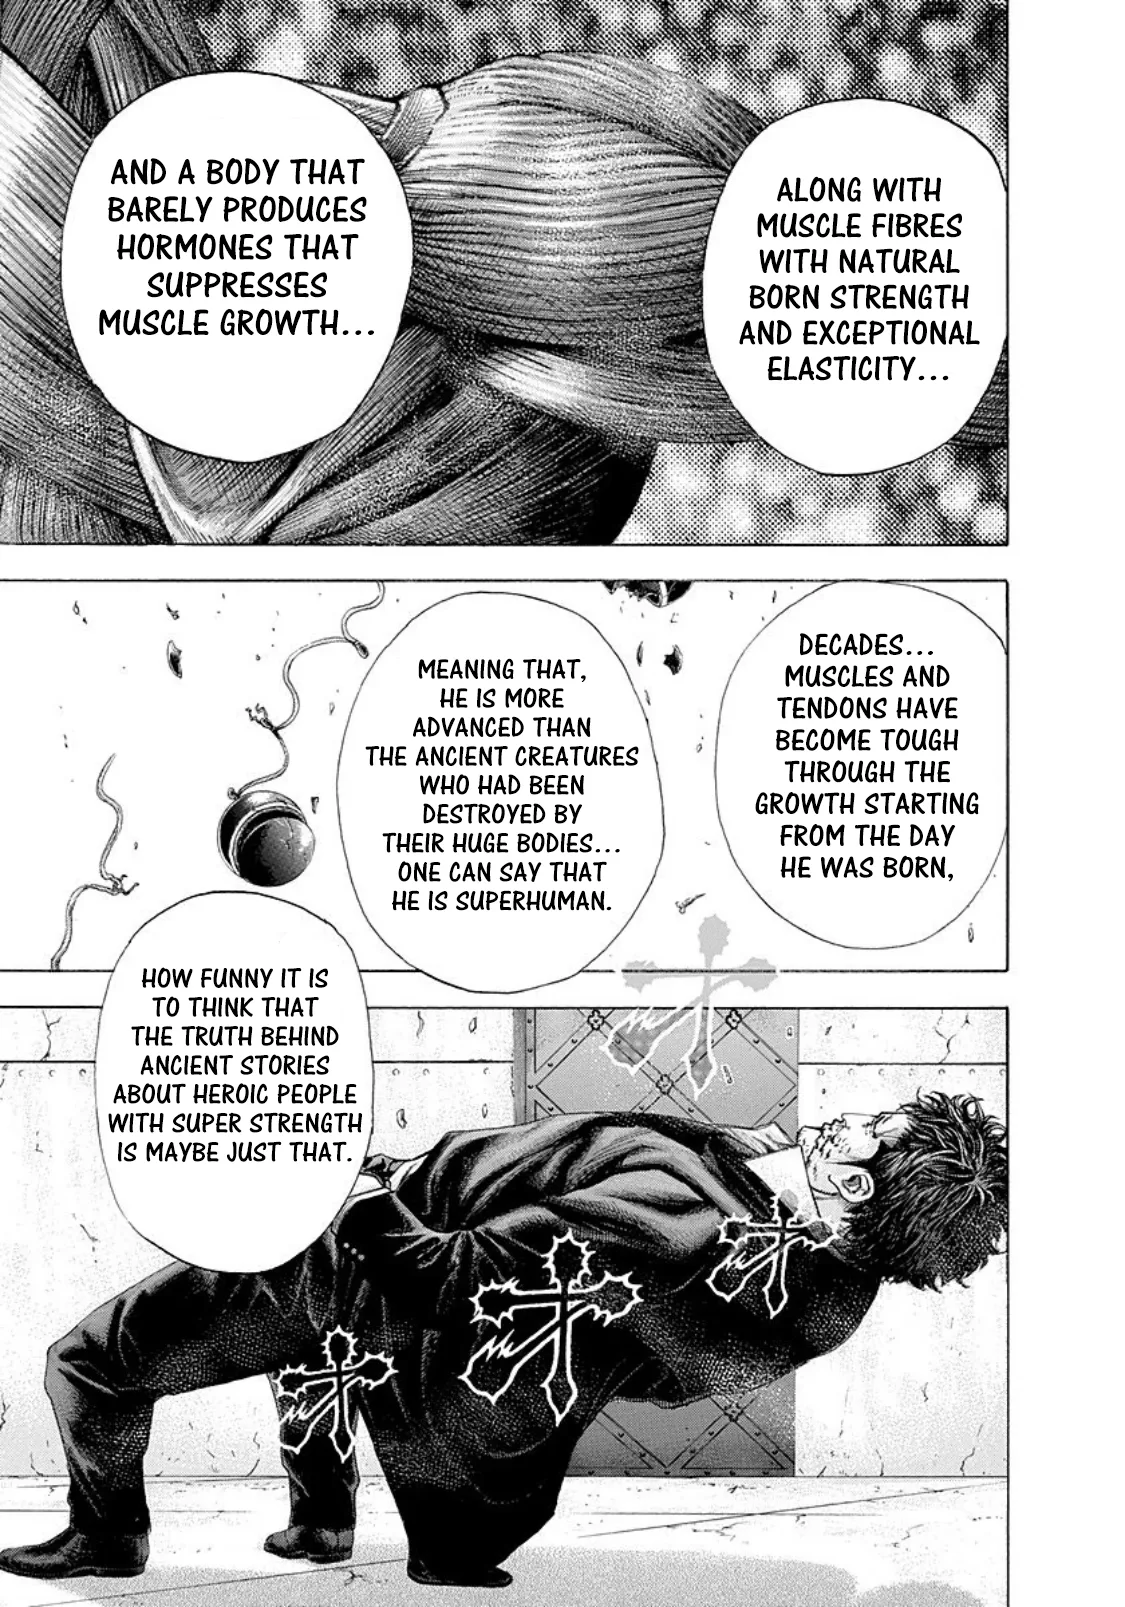 ALONG WITH
MUSCLE FIBRES
WITH NATURAL
BORN STRENGTH
AND EXCEPTIONAL
ELASTICITY...
AND A BODY THAT
BARELY PRODUCES
HORMONES THAT
SUPPRESSES
MUSCLE GROWTH...
DECADES...
MUSCLES AND
TENDONS HAVE
BECOME TOUGH
THROUGH THE
GROWTH STARTING
FROM THE DAY
HE WAS BORN,
MEANING THAT,
HE IS MORE
ADVANCED THAN
THE ANCIENT CREATURES
WHO HAD BEEN
DESTROYED BY
THEIR HUGE BODIES...
ONE CAN SAY THAT
HE IS SUPERHUMAN.
HOW FUNNY IT IS
TO THINK THAT
THE TRUTH BEHIND
ANCIENT STORIES
ABOUT HEROIC PEOPLE
WITH SUPER STRENGTH
IS MAYBE JUST THAT.
才
才
才
才